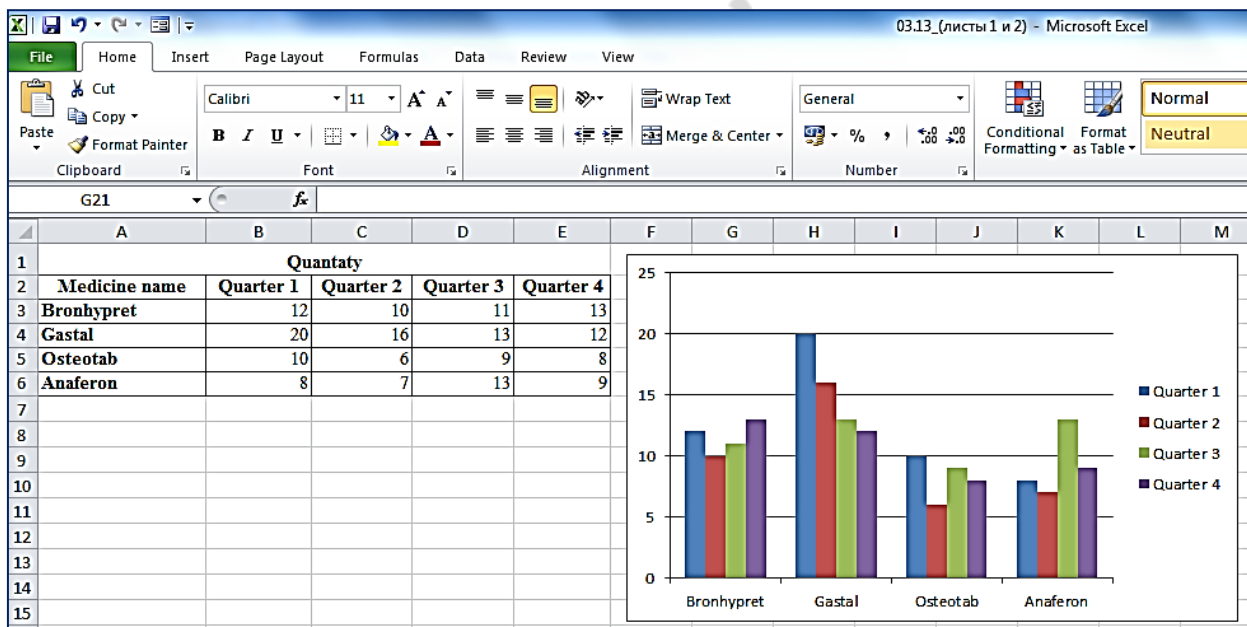 03.13_(листы 1 и 2) - Microsoft Excel
File Home Insert Page Layout Formulas Data Review View
Cut
Copy
Format Painter
Paste
Clipboard
Calibri 11 A A
B I U A
Font
Wrap Text
Merge & Center
Alignment
General
% , .0 .00 .00 .0
Number
Conditional Formatting
Format as Table
Normal
Neutral
G21 fx
A B C D E F G H I J K L M
1 Quantaty
2 Medicine name Quarter 1 Quarter 2 Quarter 3 Quarter 4
3 Bronhypret 12 10 11 13
4 Gastal 20 16 13 12
5 Osteotab 10 6 9 8
6 Anaferon 8 7 13 9
7
8
9
10
11
12
13
14
15
25
20
15
10
5
0
Bronhypret Gastal Osteotab Anaferon
Quarter 1
Quarter 2
Quarter 3
Quarter 4